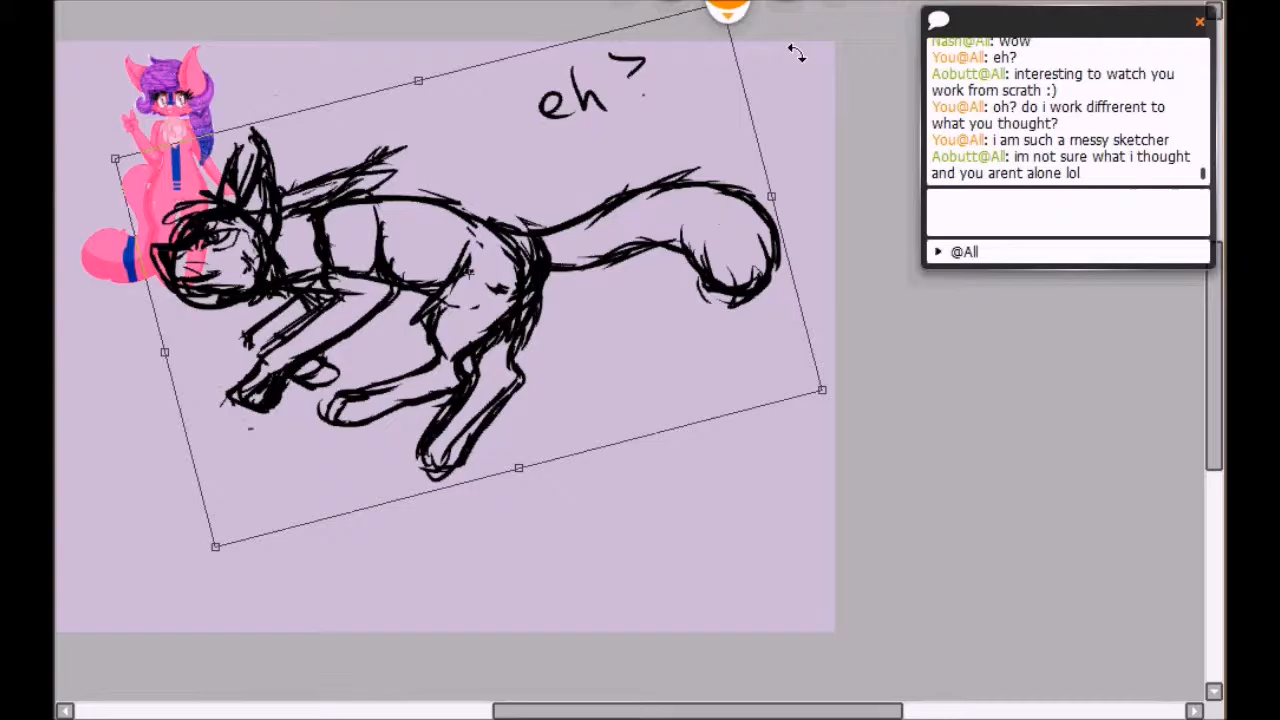 eh?
Nash@All: wow
You@All: eh?
Aobutt@All: interesting to watch you
work from scrath :)
You@All: oh? do i work different to
what you thought?
You@All: i am such a messy sketcher
Aobutt@All: im not sure what i thought
and you arent alone lol
@All